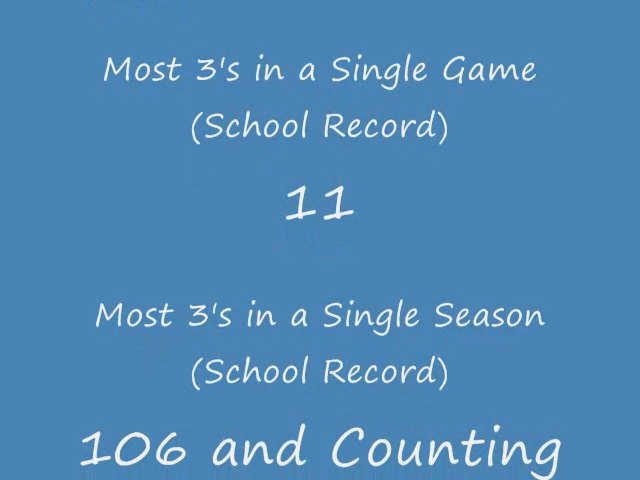 Most 3's in a Single Game
(School Record)
11
Most 3's in a Single Season
(School Record)
106 and Counting